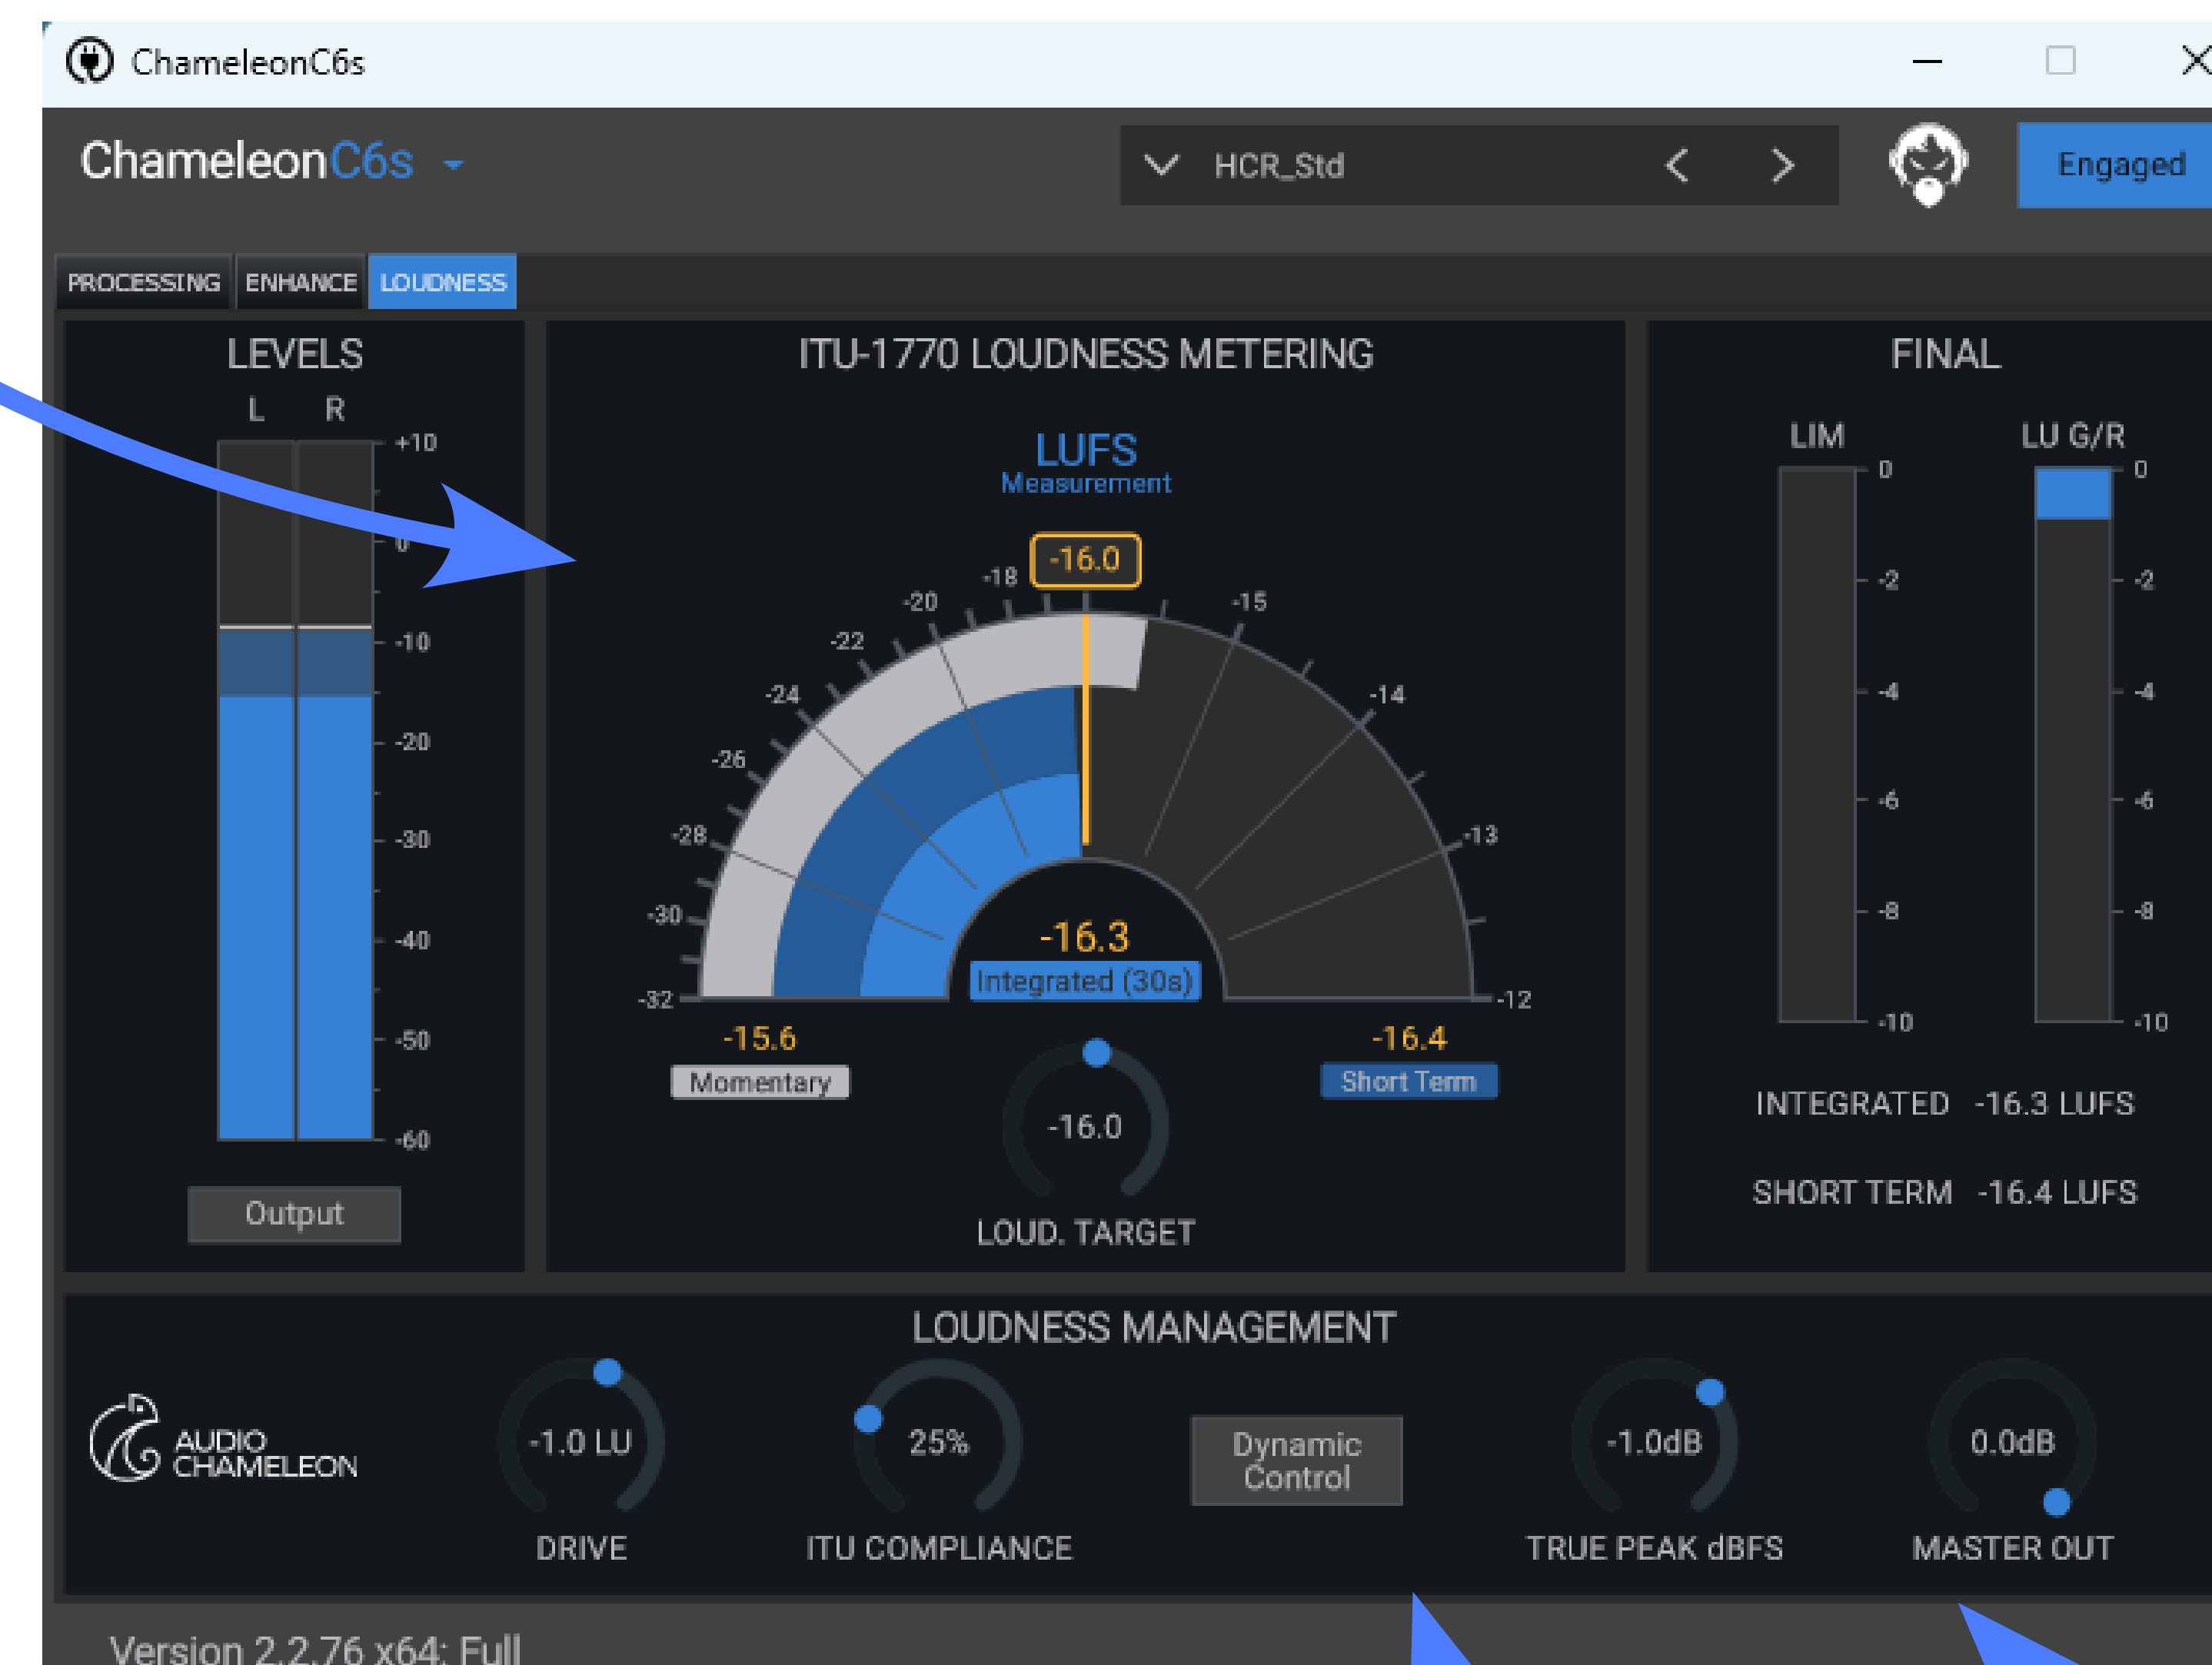 ChameleonC6s
ChameleonC6s
HCR_Std
Engaged
PROCESSING ENHANCE LOUDNESS
LEVELS
L R
+10
0
-10
-20
-30
-40
-50
-60
Output
ITU-1770 LOUDNESS METERING
LUFS
Measurement
-16.0
-18
-20
-22
-24
-26
-28
-30
-32
-15
-14
-13
-12
-16.3
Integrated (30s)
-15.6
Momentary
-16.4
Short Term
-16.0
LOUD. TARGET
FINAL
LIM
0
-2
-4
-6
-8
-10
LU G/R
0
-2
-4
-6
-8
-10
INTEGRATED -16.3 LUFS
SHORT TERM -16.4 LUFS
LOUDNESS MANAGEMENT
AUDIO
CHAMELEON
-1.0 LU
DRIVE
25%
ITU COMPLIANCE
Dynamic
Control
-1.0dB
TRUE PEAK dBFS
0.0dB
MASTER OUT
Version 2.2.76 x64: Full